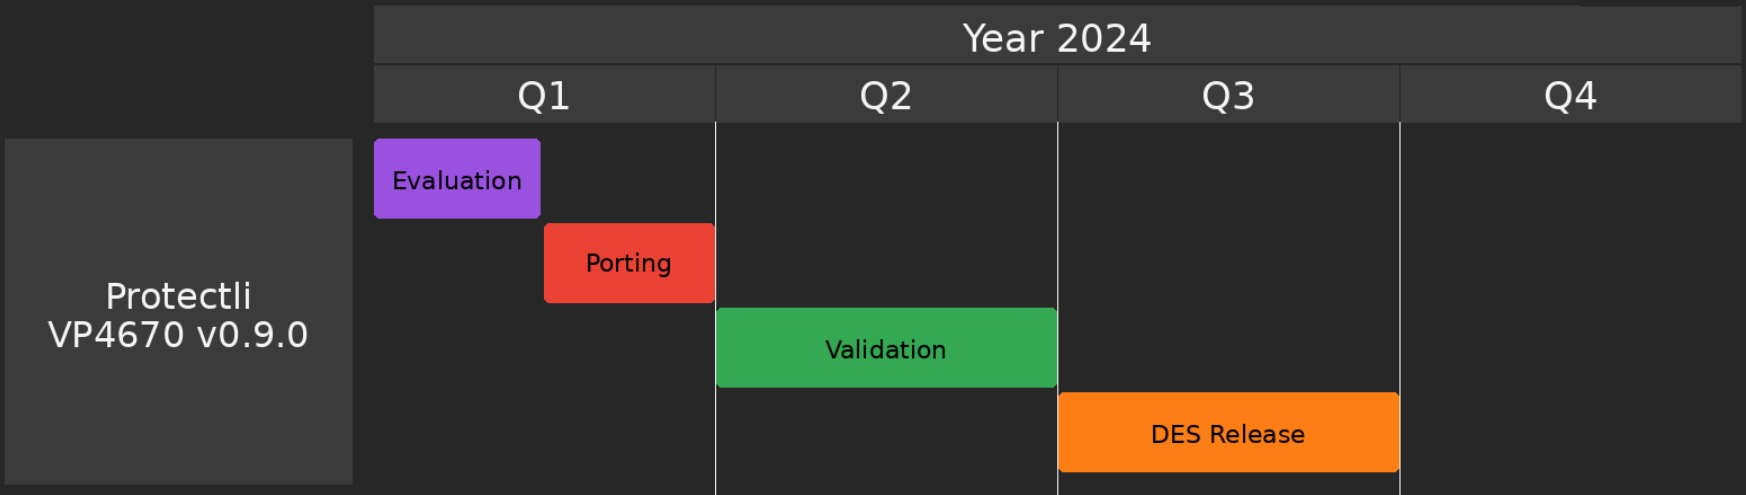 Year 2024
Q1
Q2
Q3
Q4
Protectli
VP4670 v0.9.0
Evaluation
Porting
Validation
DES Release